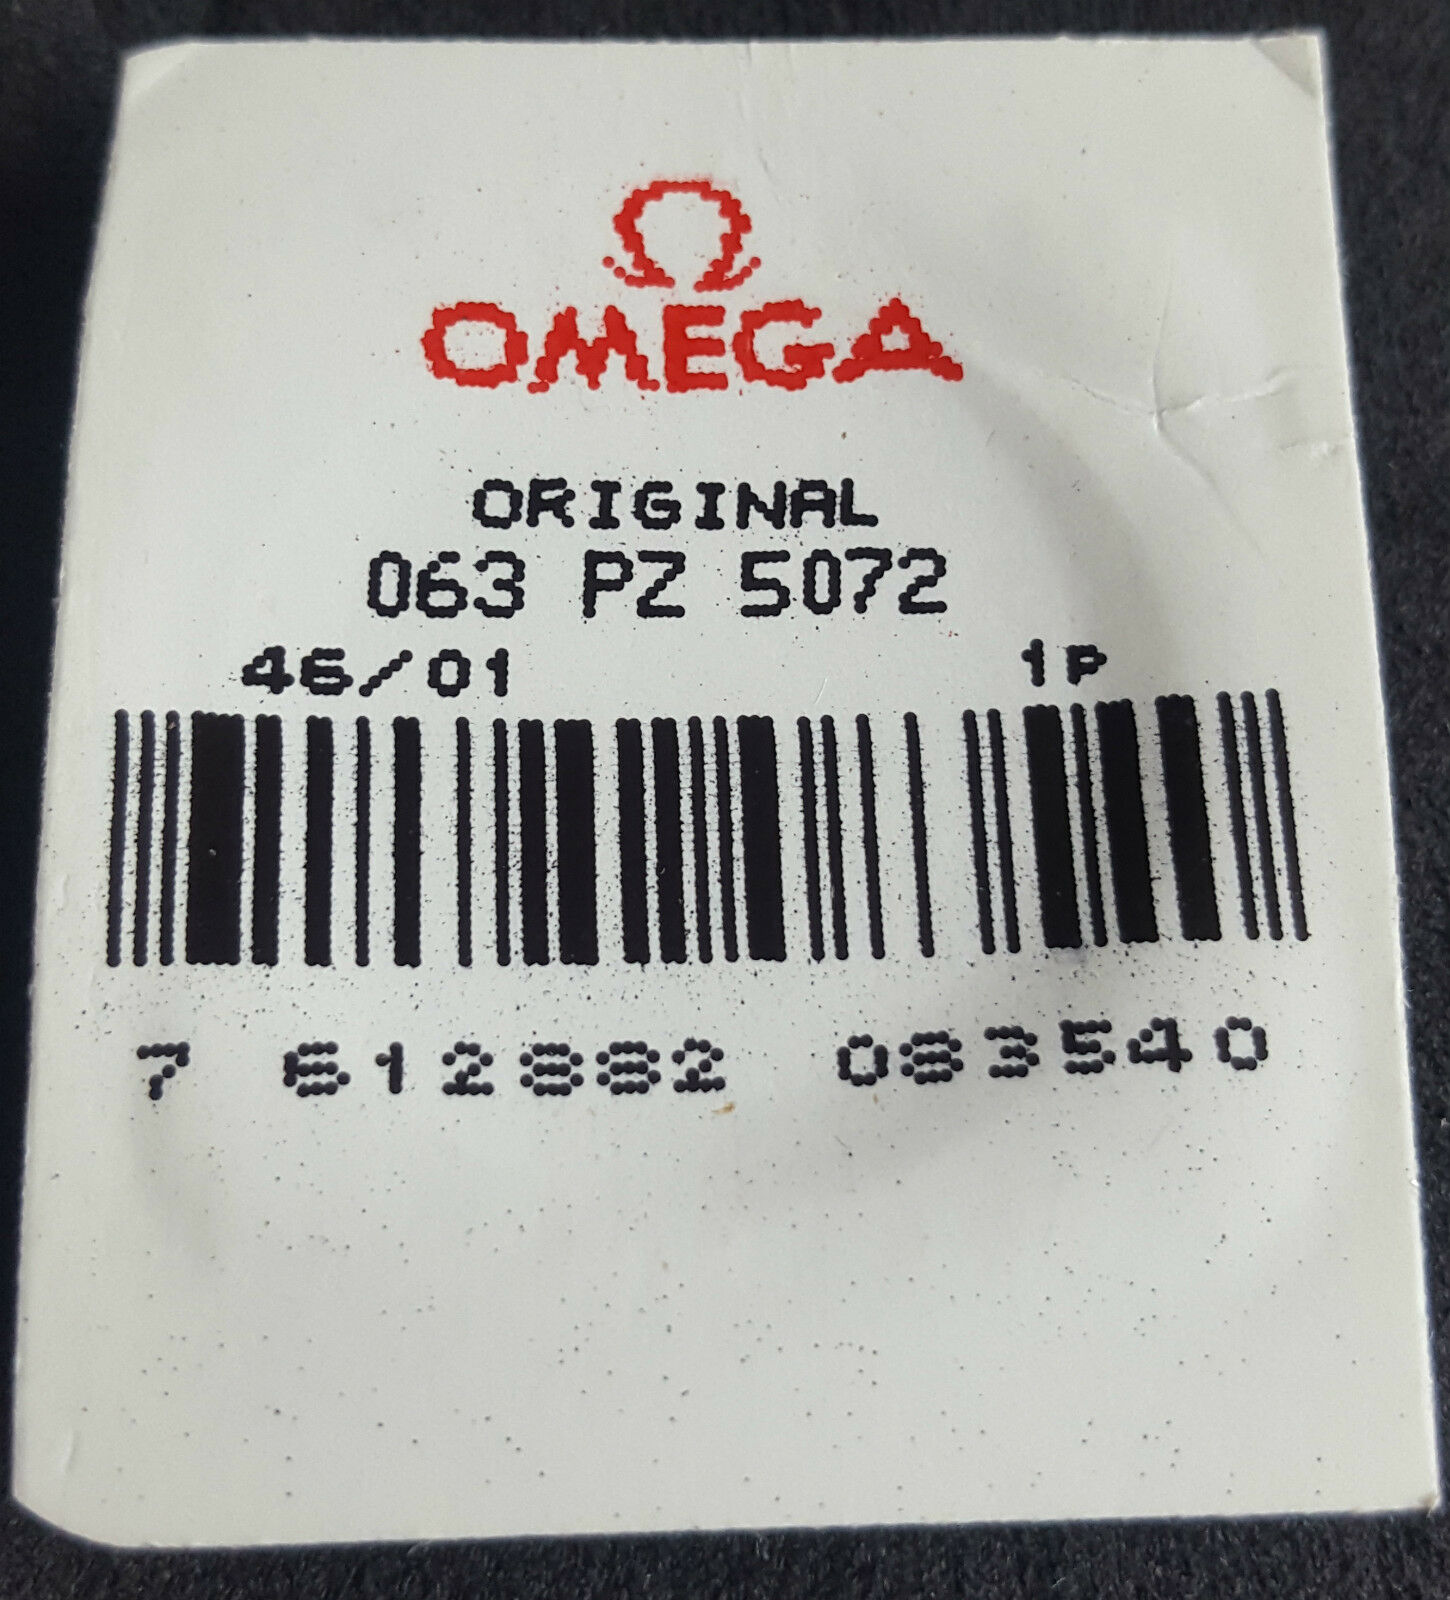 Ω
OMEGA
ORIGINAL
063 PZ 5072
46/01 1P
7 612882 083540